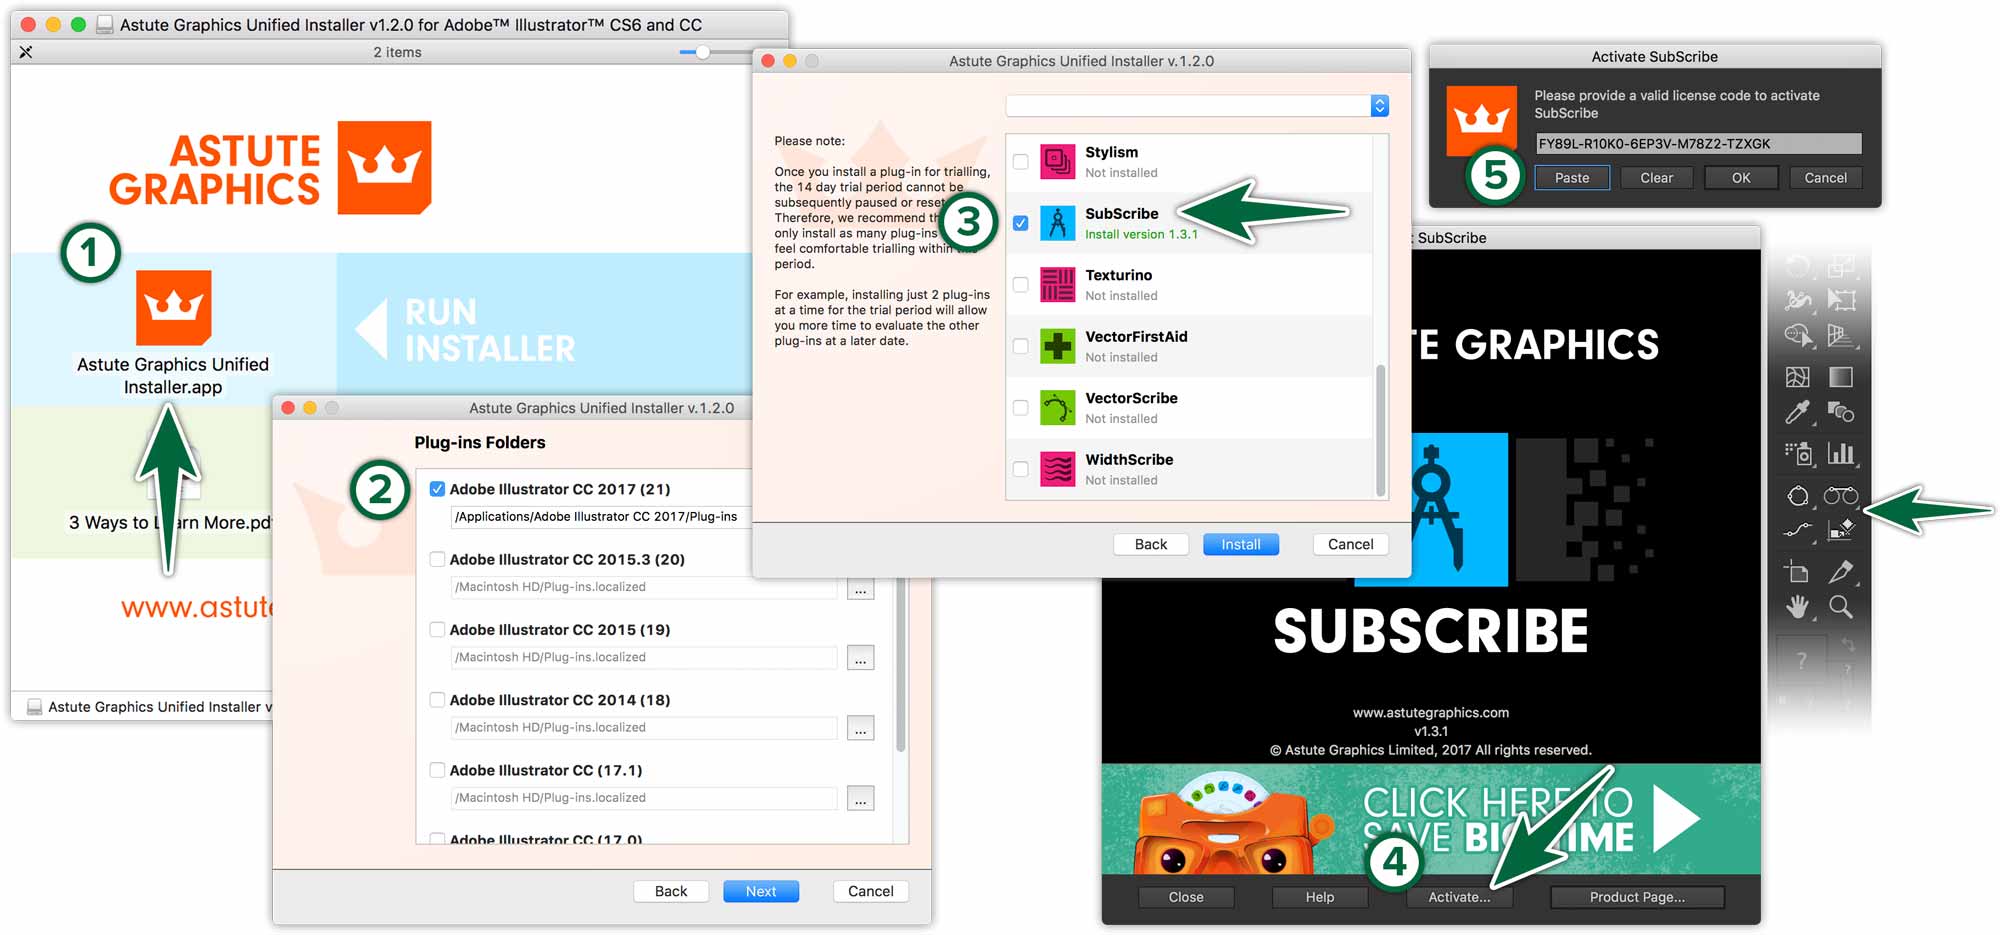 Astute Graphics Unified Installer v1.2.0 for Adobe™ Illustrator™ CS6 and CC
2 items
ASTUTE
GRAPHICS
1
RUN
INSTALLER
Astute Graphics Unified
Installer.app
3 Ways to Learn More.pd
www.astute
Astute Graphics Unified Installer v
Astute Graphics Unified Installer v.1.2.0
Plug-ins Folders
2
Adobe Illustrator CC 2017 (21)
/Applications/Adobe Illustrator CC 2017/Plug-ins
Adobe Illustrator CC 2015.3 (20)
/Macintosh HD/Plug-ins.localized
...
Adobe Illustrator CC 2015 (19)
/Macintosh HD/Plug-ins.localized
...
Adobe Illustrator CC 2014 (18)
/Macintosh HD/Plug-ins.localized
...
Adobe Illustrator CC (17.1)
/Macintosh HD/Plug-ins.localized
...
Adobe Illustrator CC (17.0)
Back
Next
Cancel
Astute Graphics Unified Installer v.1.2.0
Please note:
Once you install a plug-in for trialling,
the 14 day trial period cannot be
subsequently paused or reset
Therefore, we recommend th
only install as many plug-ins
feel comfortable trialling within this
period.
For example, installing just 2 plug-ins
at a time for the trial period will allow
you more time to evaluate the other
plug-ins at a later date.
3
Stylism
Not installed
SubScribe
Install version 1.3.1
Texturino
Not installed
VectorFirstAid
Not installed
VectorScribe
Not installed
WidthScribe
Not installed
Back
Install
Cancel
Activate SubScribe
Please provide a valid license code to activate
SubScribe
FY89L-R10K0-6EP3V-M78Z2-TZXGK
5
Paste
Clear
OK
Cancel
SubScribe
TE GRAPHICS
SUBSCRIBE
www.astutegraphics.com
v1.3.1
© Astute Graphics Limited, 2017 All rights reserved.
CLICK HERE TO
SAVE BIG TIME
4
Close
Help
Activate...
Product Page...
?
?